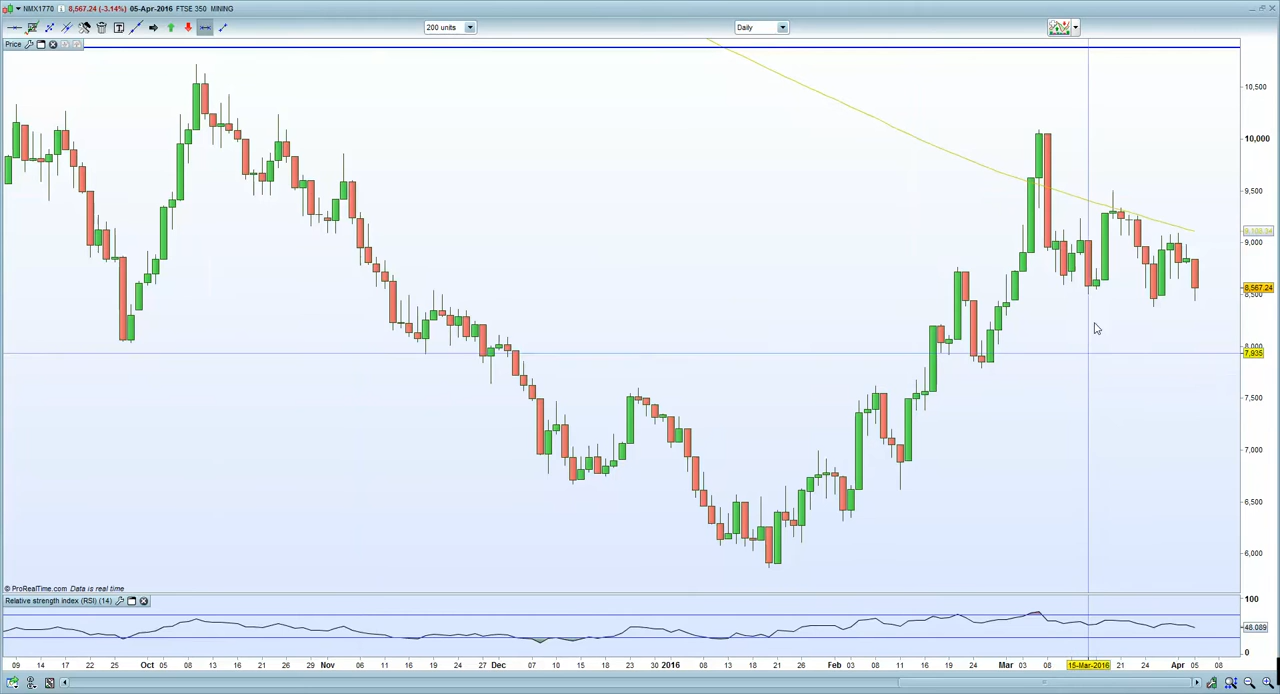 NMX1770 8,567.24 (-3.14%) 05-Apr-2016 FTSE 350 MINING
200 units Daily
Price
10,500
10,000
9,500
9,108.34
9,000
8,567.24
8,500
8,000
7,935
7,500
7,000
6,500
6,000
© ProRealTime.com Data is real time
Relative strength index (RSI) (14)
100
48.089
0
09 14 17 22 25 Oct 05 08 13 16 21 26 29 Nov 06 11 16 19 24 Dec 07 10 15 18 23 30 2016 08 13 18 21 26 Feb 03 08 11 16 19 24 Mar 03 08 15-Mar-2016 21 24 Apr 05 08